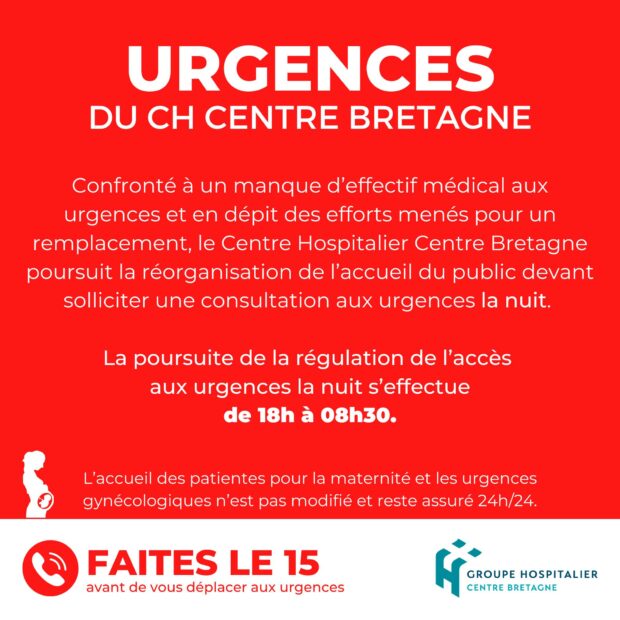 URGENCES
DU CH CENTRE BRETAGNE
Confronté à un manque d’effectif médical aux
urgences et en dépit des efforts menés pour un
remplacement, le Centre Hospitalier Centre Bretagne
poursuit la réorganisation de l’accueil du public devant
solliciter une consultation aux urgences la nuit.
La poursuite de la régulation de l’accès
aux urgences la nuit s’effectue
de 18h à 08h30.
L’accueil des patientes pour la maternité et les urgences
gynécologiques n’est pas modifié et reste assuré 24h/24.
FAITES LE 15
avant de vous déplacer aux urgences
GROUPE HOSPITALIER
CENTRE BRETAGNE